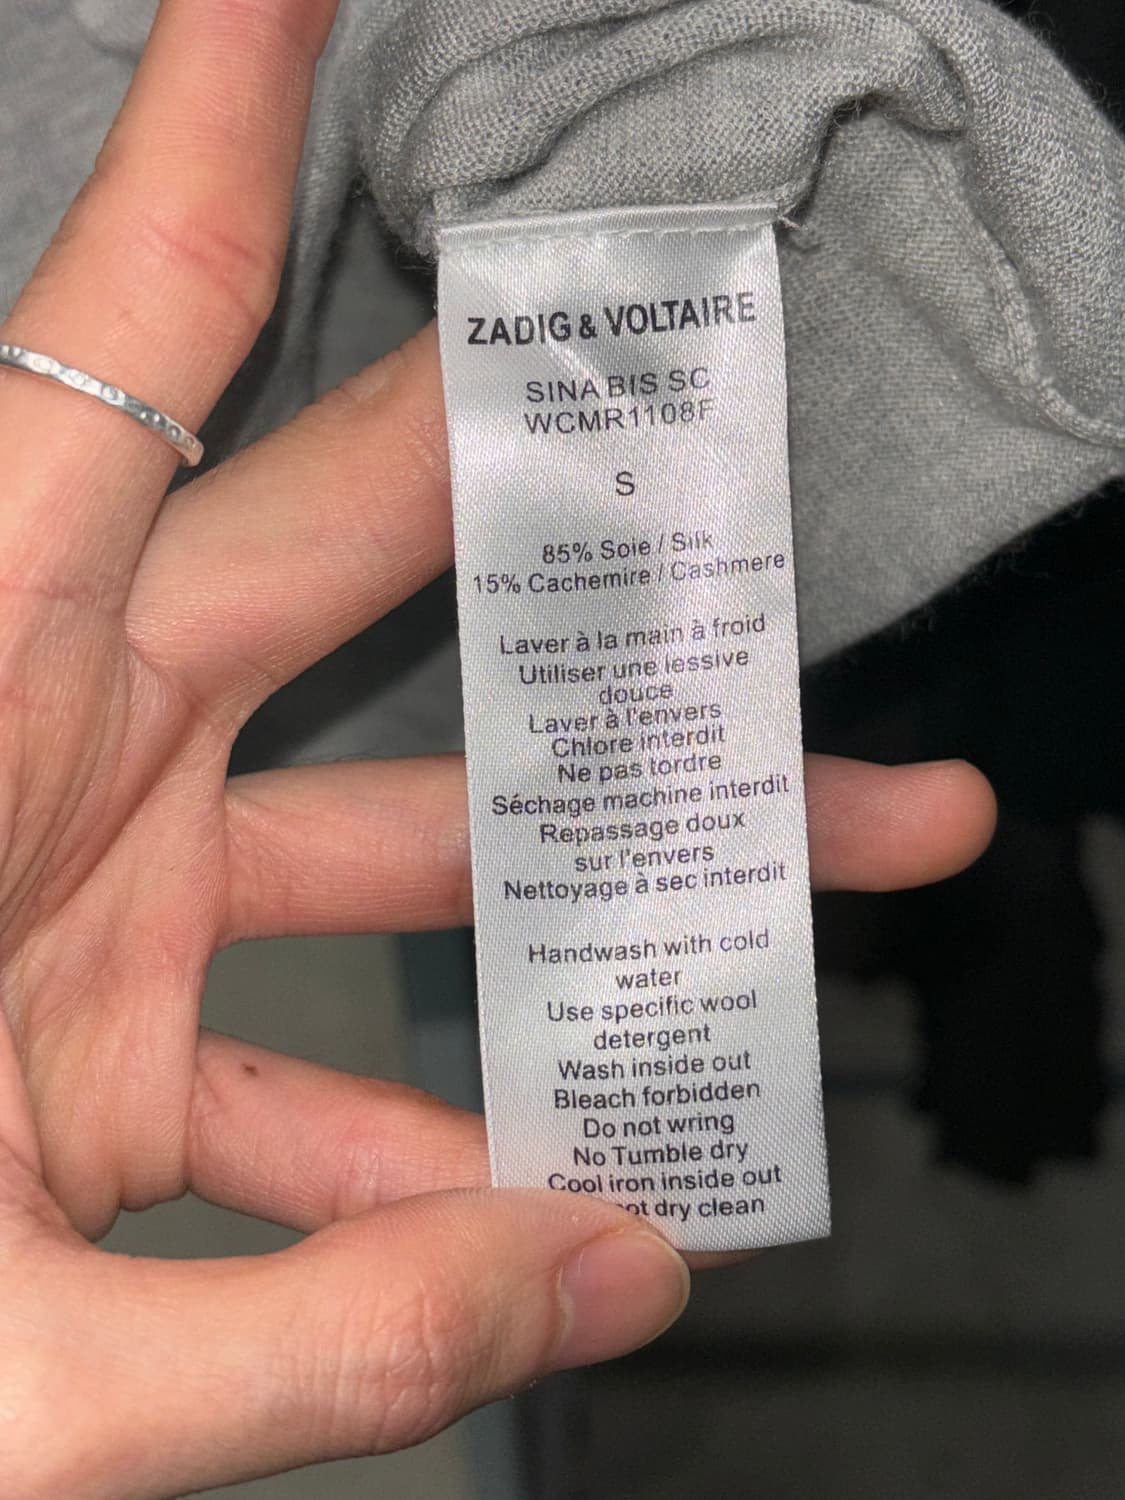 ZADIG & VOLTAIRE
SINA BIS SC
WCMR1108F
S
85% Soie / Silk
15% Cachemire / Cashmere
Laver à la main à froid
Utiliser une lessive
douce
Laver à l'envers
Chlore interdit
Ne pas tordre
Séchage machine interdit
Repassage doux
sur l'envers
Nettoyage à sec interdit
Handwash with cold
water
Use specific wool
detergent
Wash inside out
Bleach forbidden
Do not wring
No Tumble dry
Cool iron inside out
dry clean